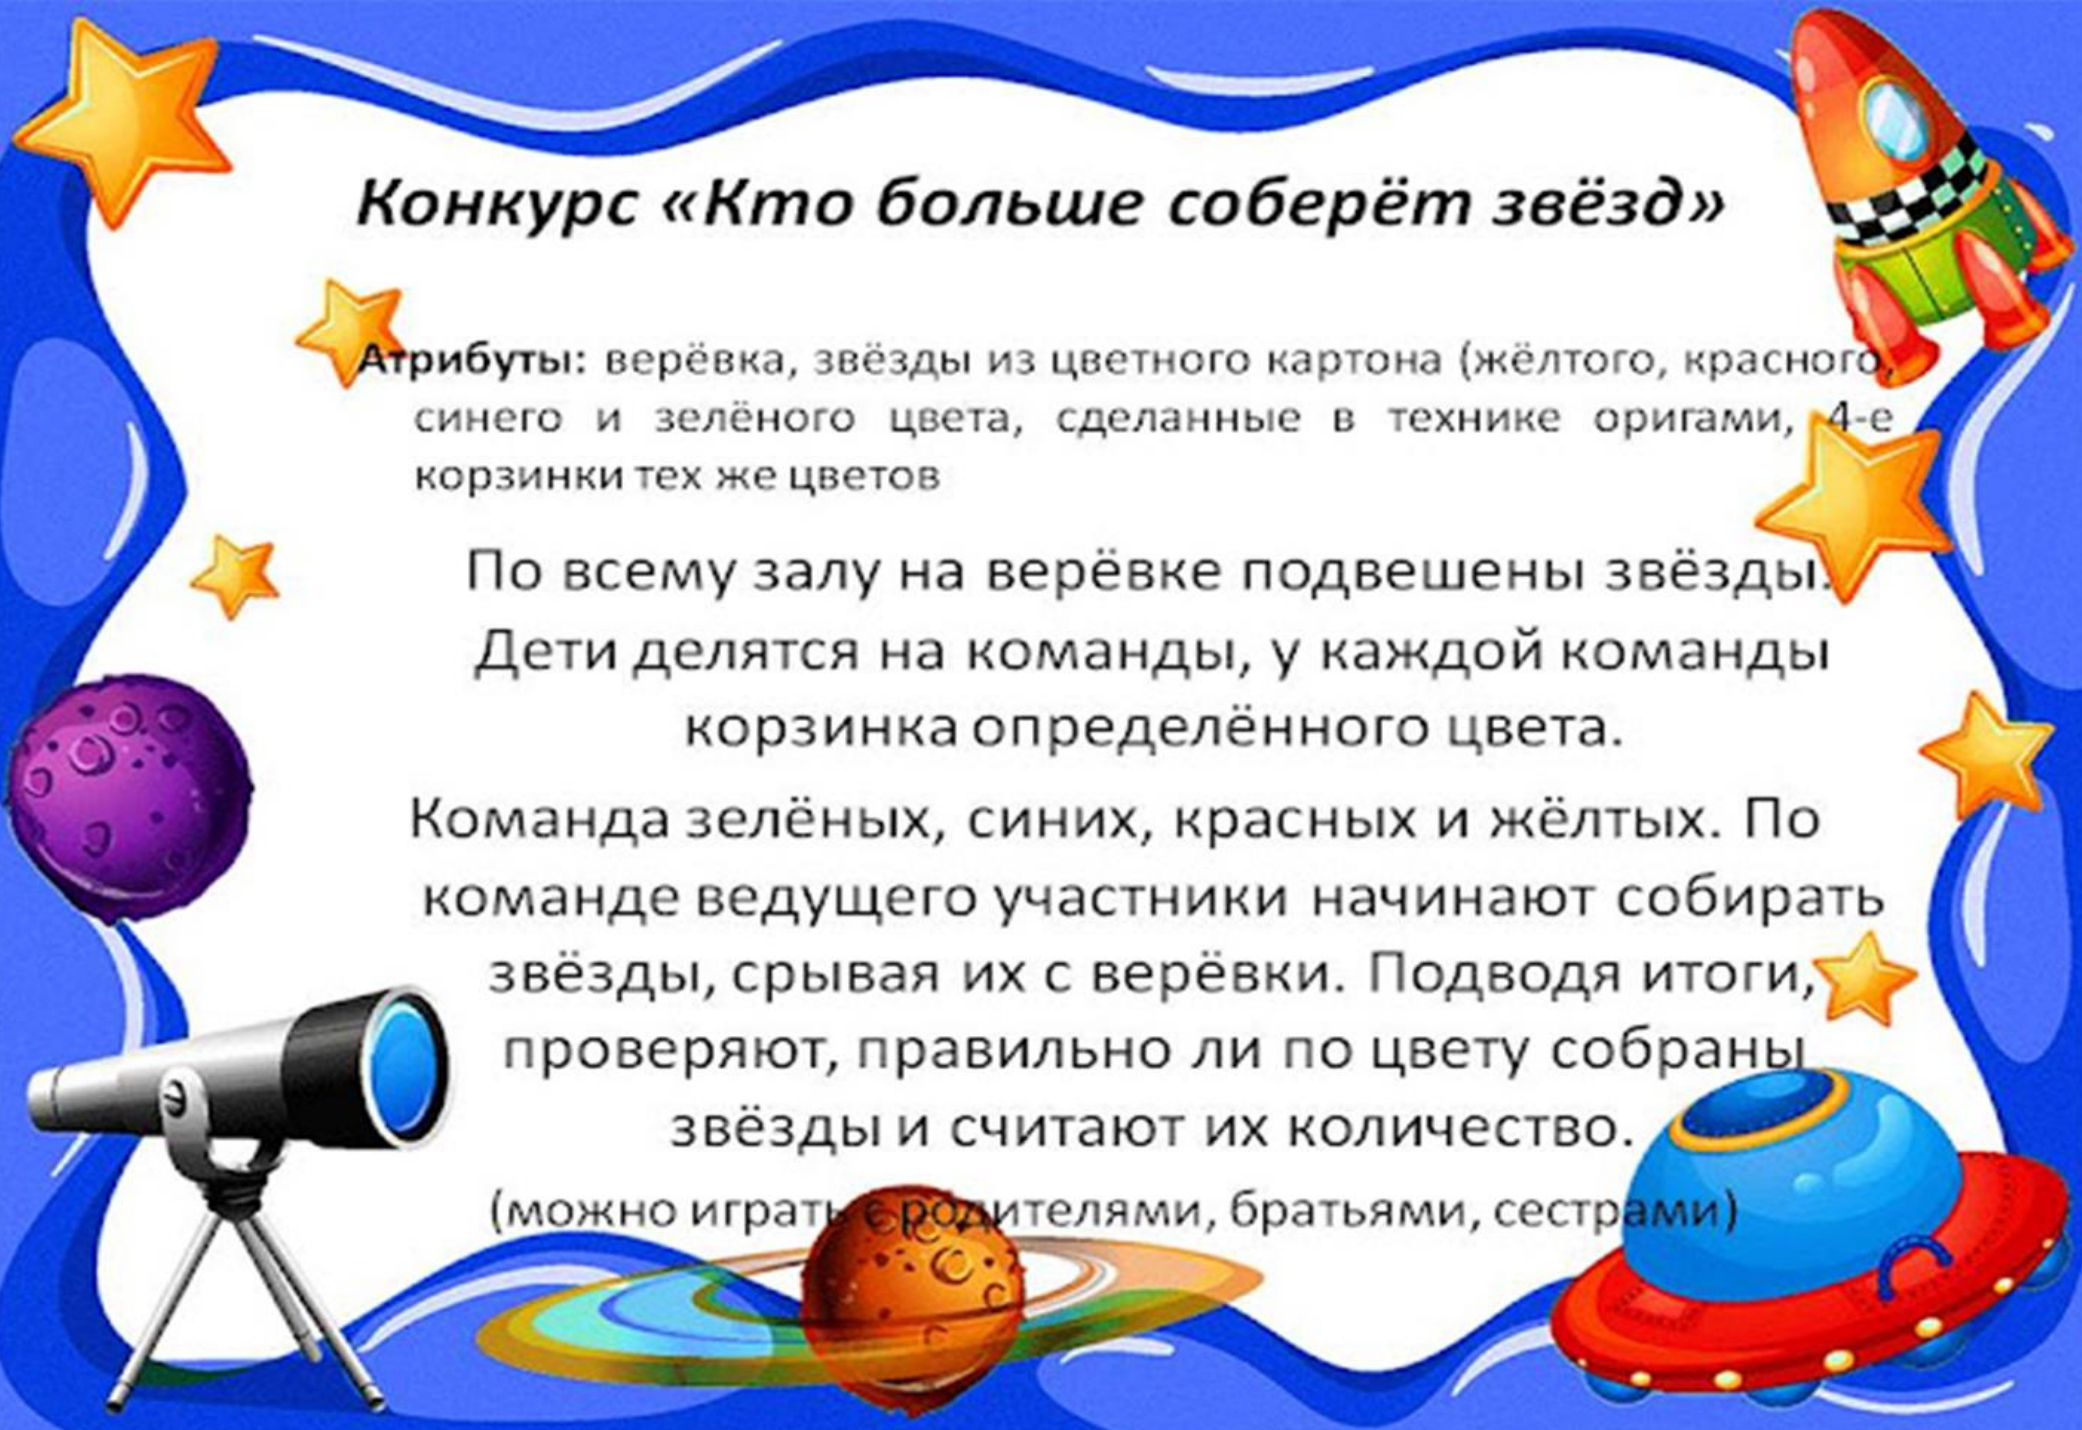 Конкурс «Кто больше соберёт звёзд»
Атрибуты: верёвка, звёзды из цветного картона (жёлтого, красного,
синего и зелёного цвета, сделанные в технике оригами, 4-е
корзинки тех же цветов
По всему залу на верёвке подвешены звёзды.
Дети делятся на команды, у каждой команды
корзинка определённого цвета.
Команда зелёных, синих, красных и жёлтых. По
команде ведущего участники начинают собирать
звёзды, срывая их с верёвки. Подводя итоги,
проверяют, правильно ли по цвету собраны
звёзды и считают их количество.
(можно играть с родителями, братьями, сестрами)